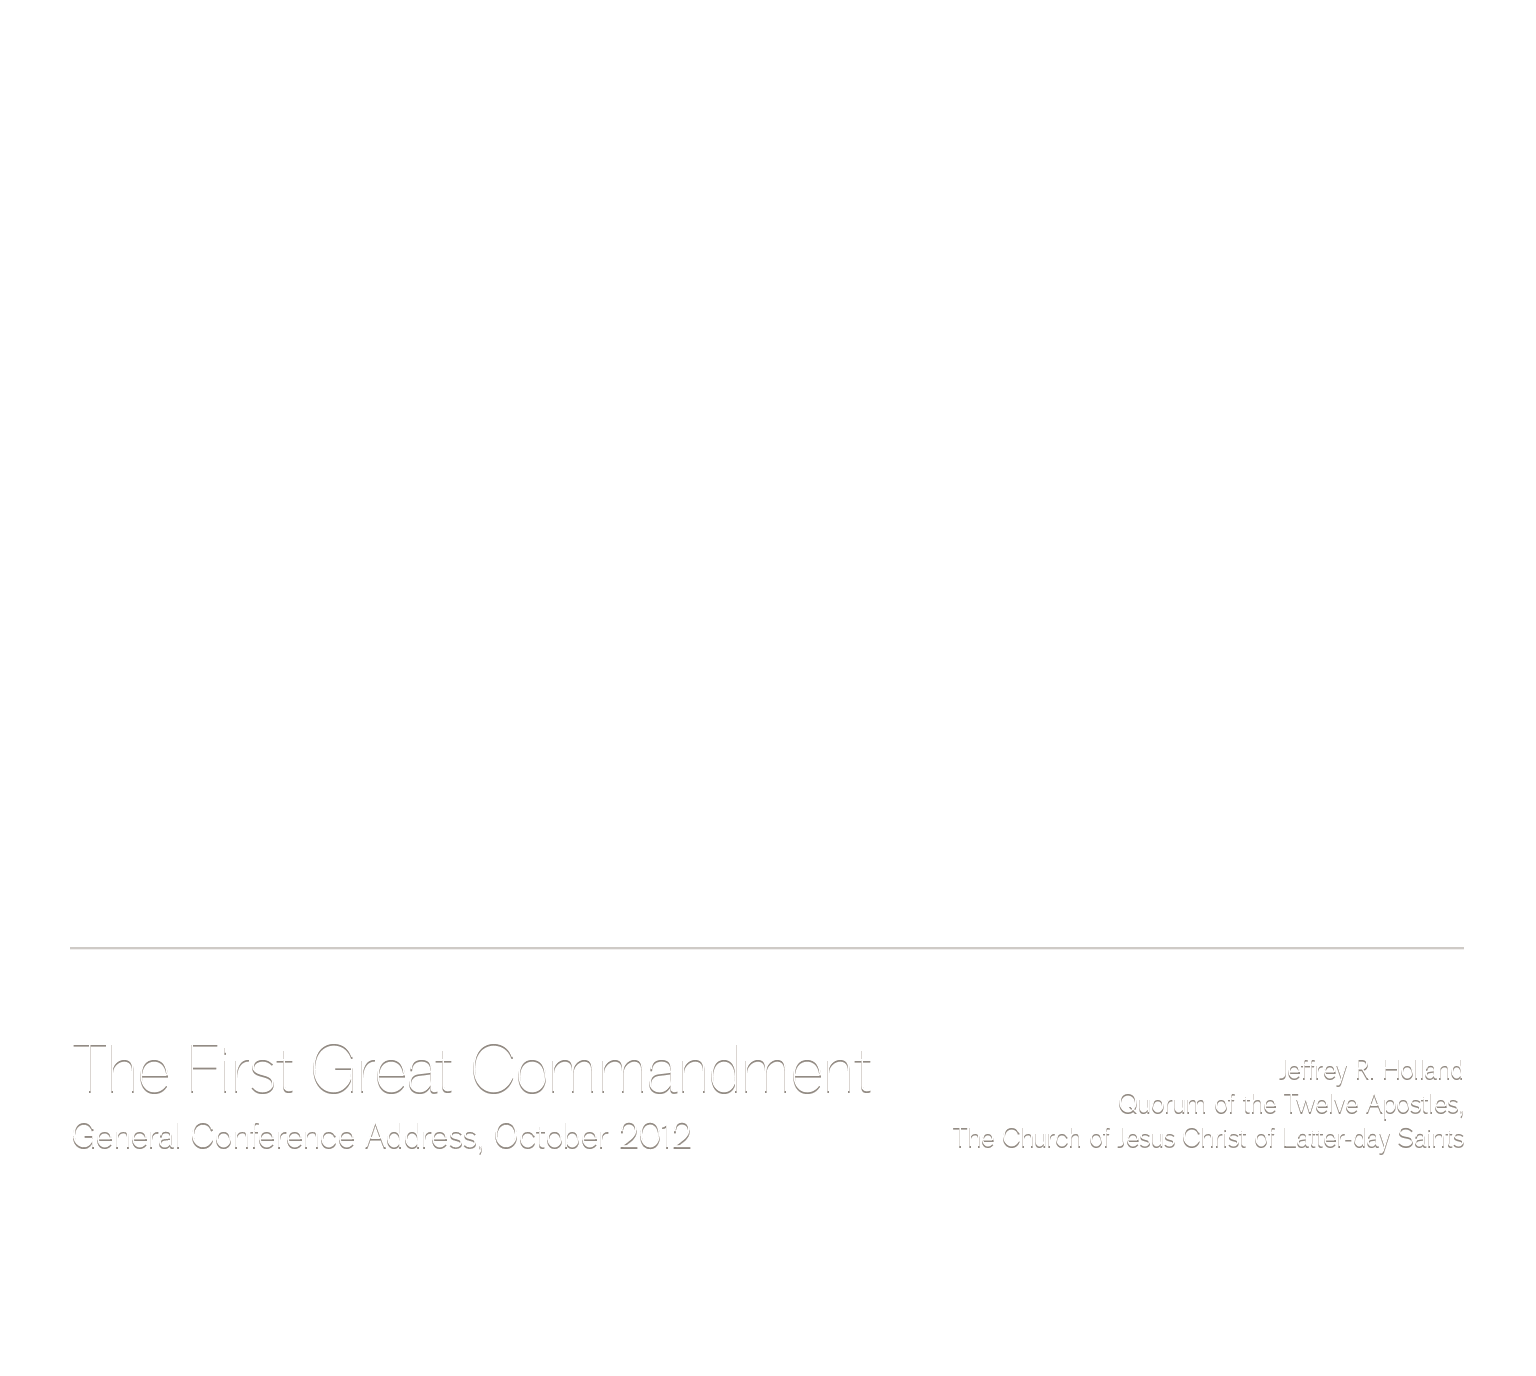 The First Great Commandment
General Conference Address, October 2012
Jeffrey R. Holland
Quorum of the Twelve Apostles,
The Church of Jesus Christ of Latter-day Saints